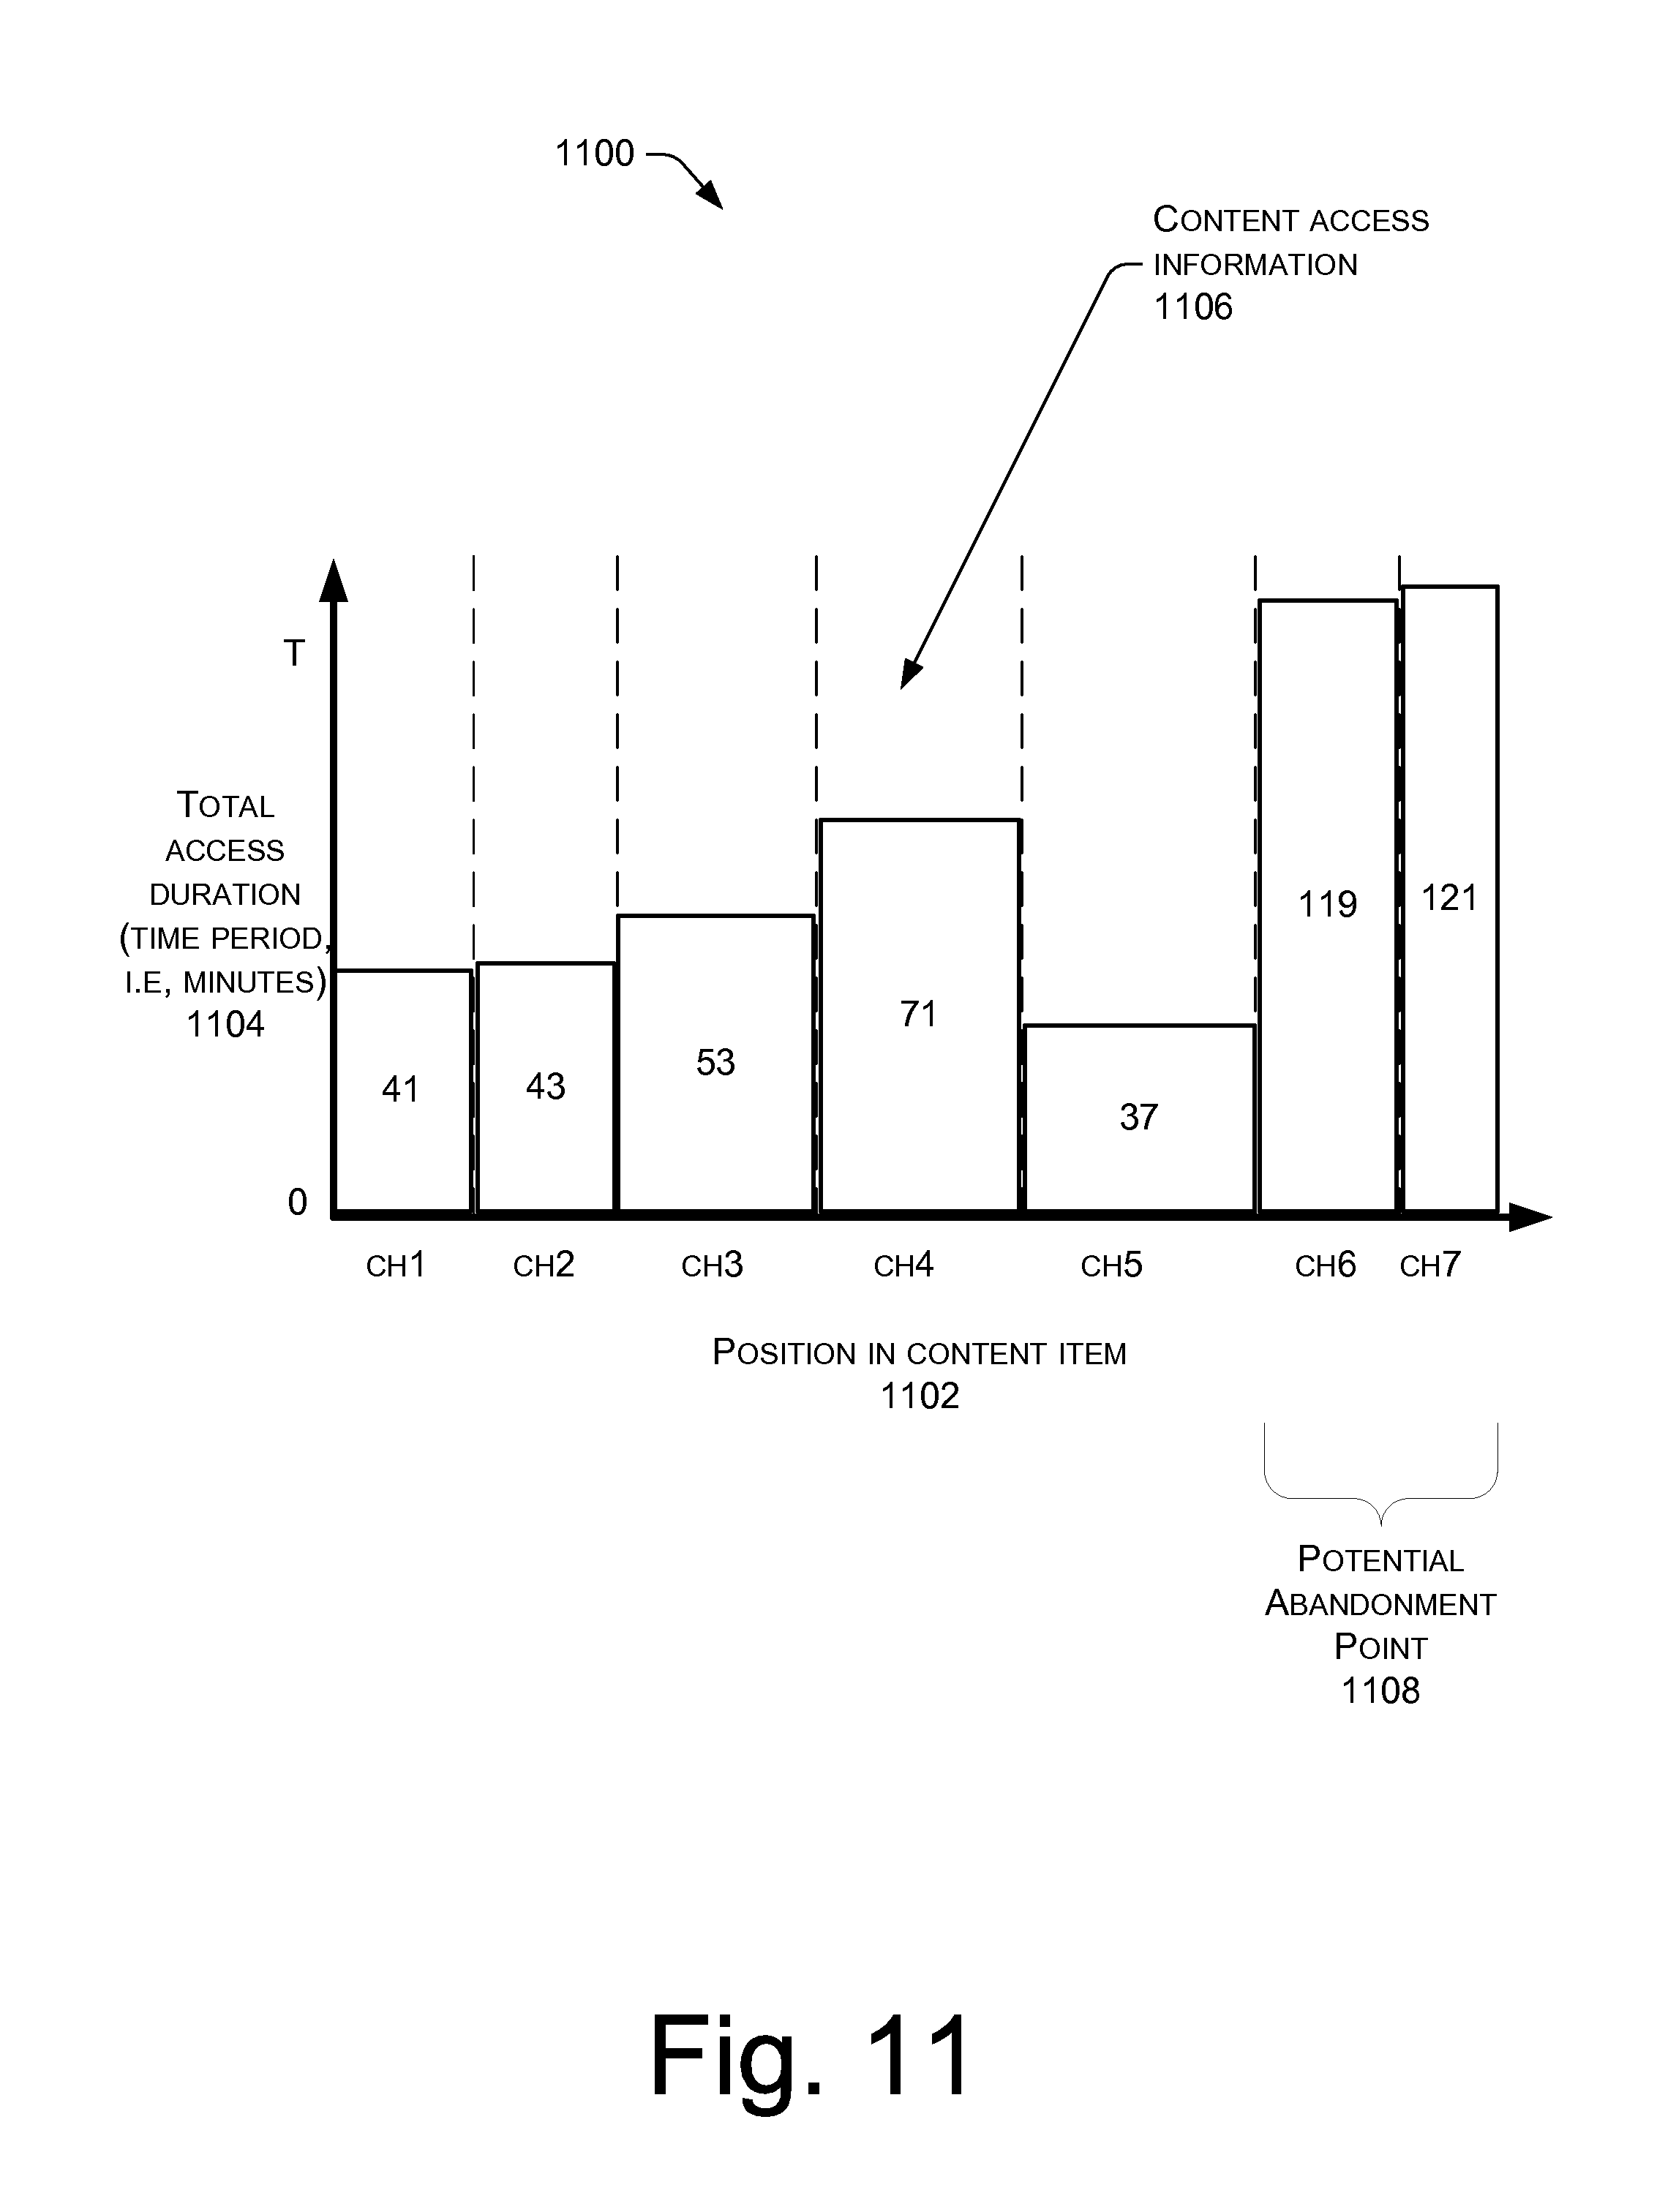 1100
CONTENT ACCESS
INFORMATION
1106
T
TOTAL
ACCESS
DURATION
(TIME PERIOD,
I.E, MINUTES)
1104
0
41
43
53
71
37
119
121
CH1 CH2 CH3 CH4 CH5 CH6 CH7
POSITION IN CONTENT ITEM
1102
POTENTIAL
ABANDONMENT
POINT
1108
Fig. 11